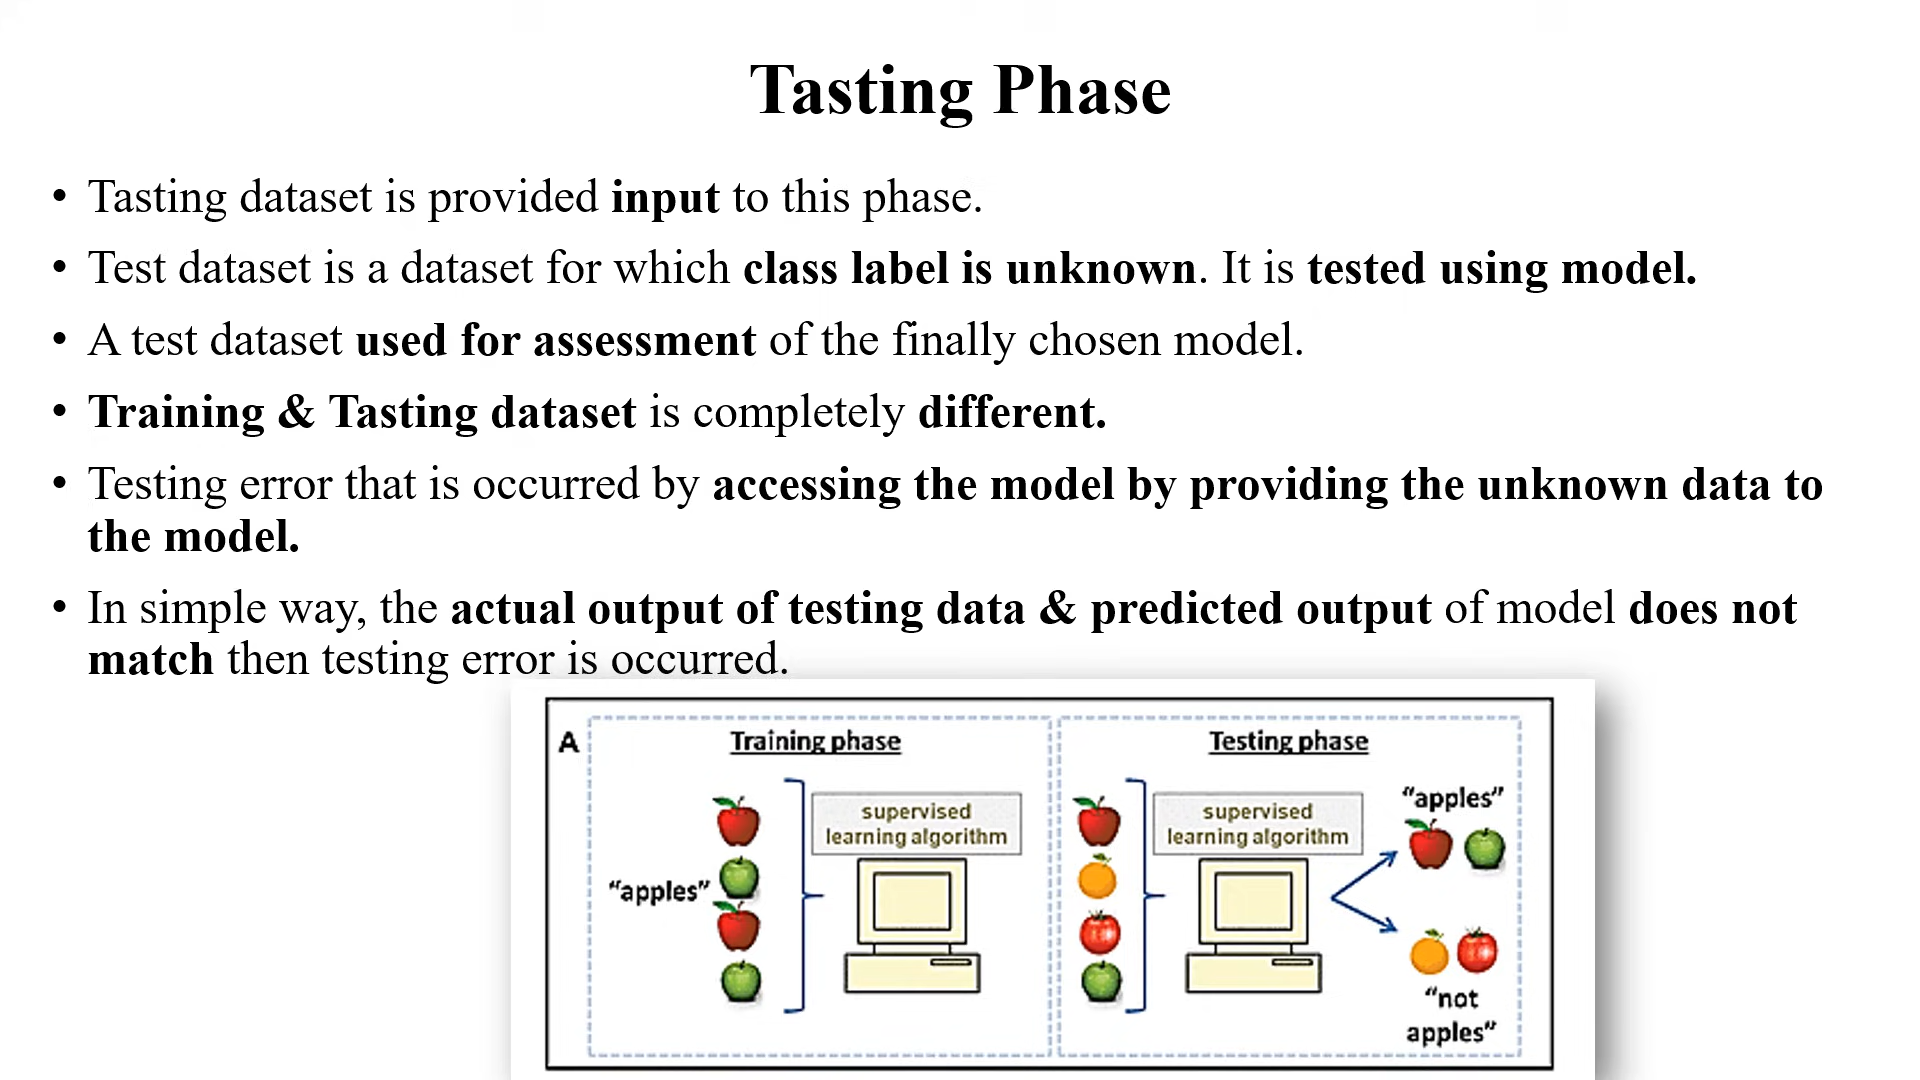 Tasting Phase
• Tasting dataset is provided input to this phase.
• Test dataset is a dataset for which class label is unknown. It is tested using model.
• A test dataset used for assessment of the finally chosen model.
• Training & Tasting dataset is completely different.
• Testing error that is occurred by accessing the model by providing the unknown data to
the model.
• In simple way, the actual output of testing data & predicted output of model does not
match then testing error is occurred.
A
Training phase
"apples"
supervised
learning algorithm
Testing phase
supervised
learning algorithm
“apples”
“not
apples”